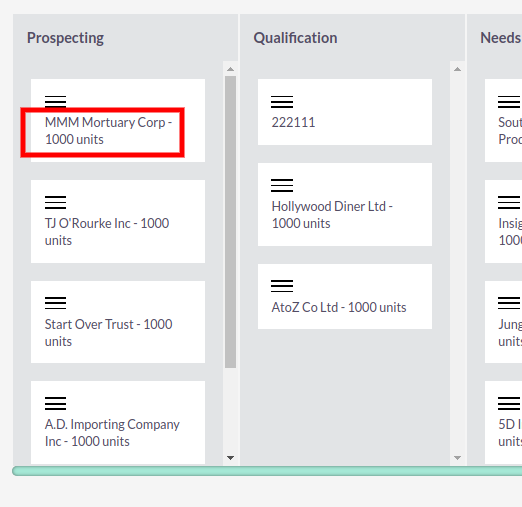 Prospecting
MMM Mortuary Corp -
1000 units
TJ O'Rourke Inc - 1000
units
Start Over Trust - 1000
units
A.D. Importing Company
Inc - 1000 units
Qualification
222111
Hollywood Diner Ltd -
1000 units
AtoZ Co Ltd - 1000 units
Needs
Sout
Proc
Insig
100
Jung
units
5D I
units